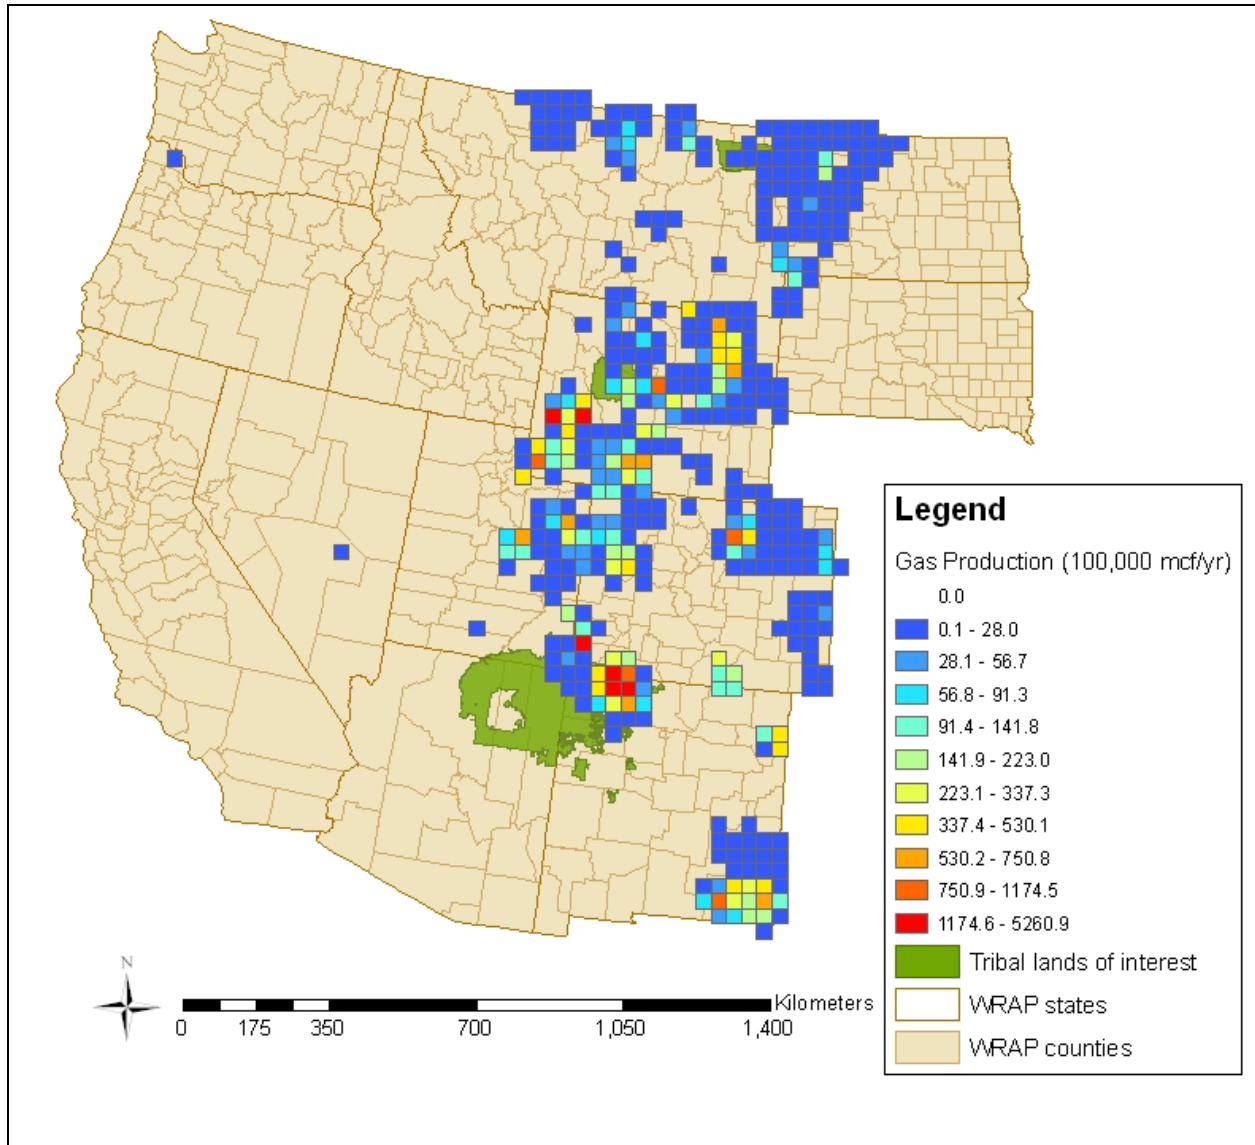 Legend
Gas Production (100,000 mcf/yr)
0.0
0.1 - 28.0
28.1 - 56.7
56.8 - 91.3
91.4 - 141.8
141.9 - 223.0
223.1 - 337.3
337.4 - 530.1
530.2 - 750.8
750.9 - 1174.5
1174.6 - 5260.9
Tribal lands of interest
WRAP states
WRAP counties
N
Kilometers
0 175 350 700 1,050 1,400